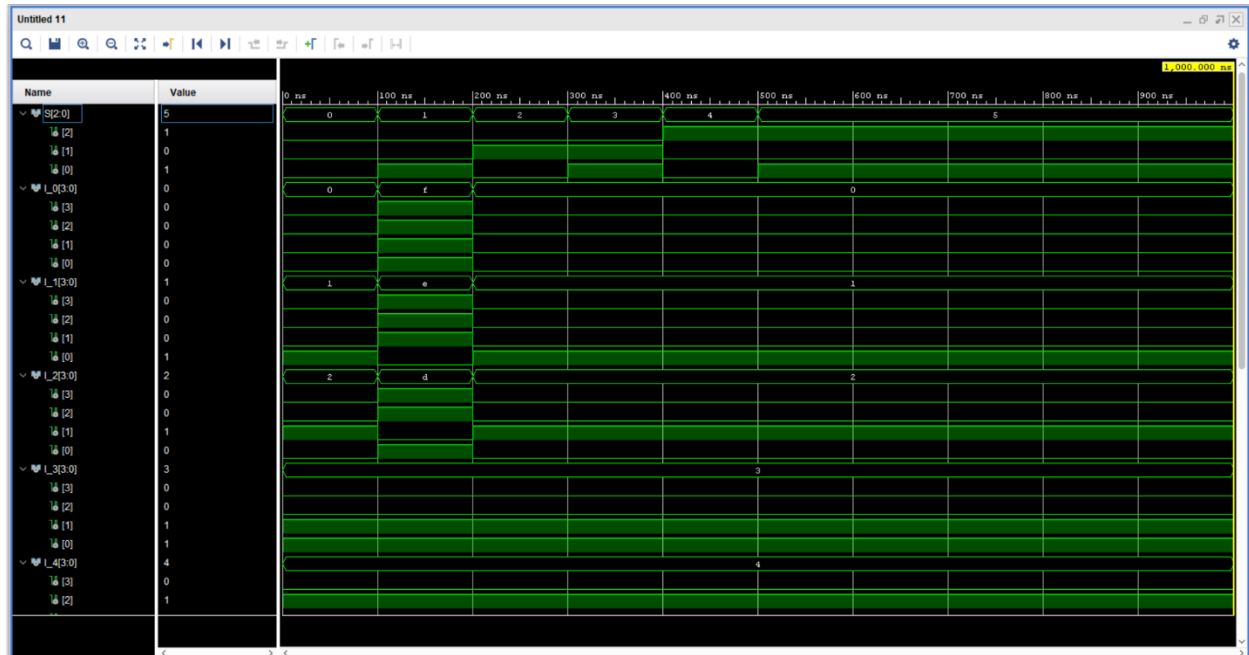 Untitled 11
1,000.000 ns
Name Value
0 ns 100 ns 200 ns 300 ns 400 ns 500 ns 600 ns 700 ns 800 ns 900 ns
S[2:0] 5 0 1 2 3 4 5
[2] 1
[1] 0
[0] 1
I_0[3:0] 0 0 f 0
[3] 0
[2] 0
[1] 0
[0] 0
I_1[3:0] 1 1 e 1
[3] 0
[2] 0
[1] 0
[0] 1
I_2[3:0] 2 2 d 2
[3] 0
[2] 0
[1] 1
[0] 0
I_3[3:0] 3 3
[3] 0
[2] 0
[1] 1
[0] 1
I_4[3:0] 4 4
[3] 0
[2] 1